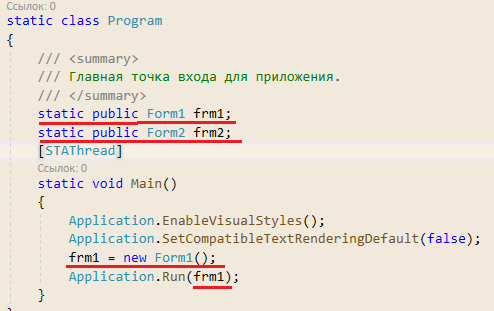 Ссылок: 0
static class Program
{
/// <summary>
/// Главная точка входа для приложения.
/// </summary>
static public Form1 frm1;
static public Form2 frm2;
[STAThread]
Ссылок: 0
static void Main()
{
Application.EnableVisualStyles();
Application.SetCompatibleTextRenderingDefault(false);
frm1 = new Form1();
Application.Run(frm1);
}
}